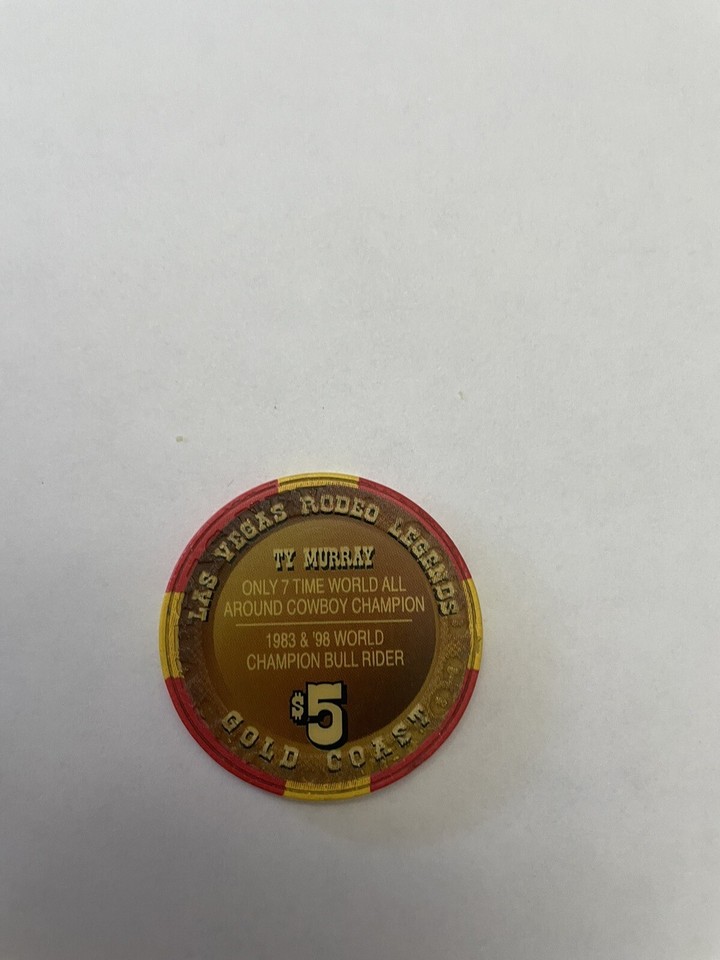 LAS VEGAS RODEO LEGENDS
TY MURRAY
ONLY 7 TIME WORLD ALL
AROUND COWBOY CHAMPION
1983 & '98 WORLD
CHAMPION BULL RIDER
$5
GOLD COAST